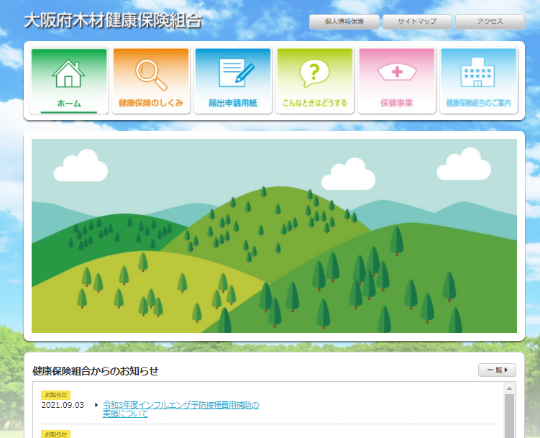 大阪府木材健康保険組合
個人情報保護 サイトマップ アクセス
ホーム 健康保険のしくみ 届出申請用紙 こんなときはどうする 保健事業 健康保険組合のご案内
健康保険組合からのお知らせ 一覧
お知らせ
2021.09.03 令和3年度インフルエンザ予防接種費用補助の
実施について
お知らせ